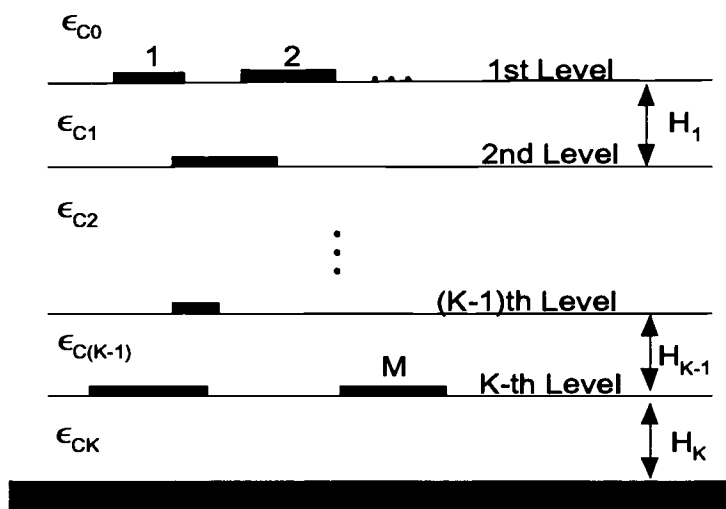 ϵC0
1 2 ... 1st Level
ϵC1 H1
2nd Level
ϵC2
(K-1)th Level
ϵC(K-1) HK-1
M K-th Level
ϵCK HK